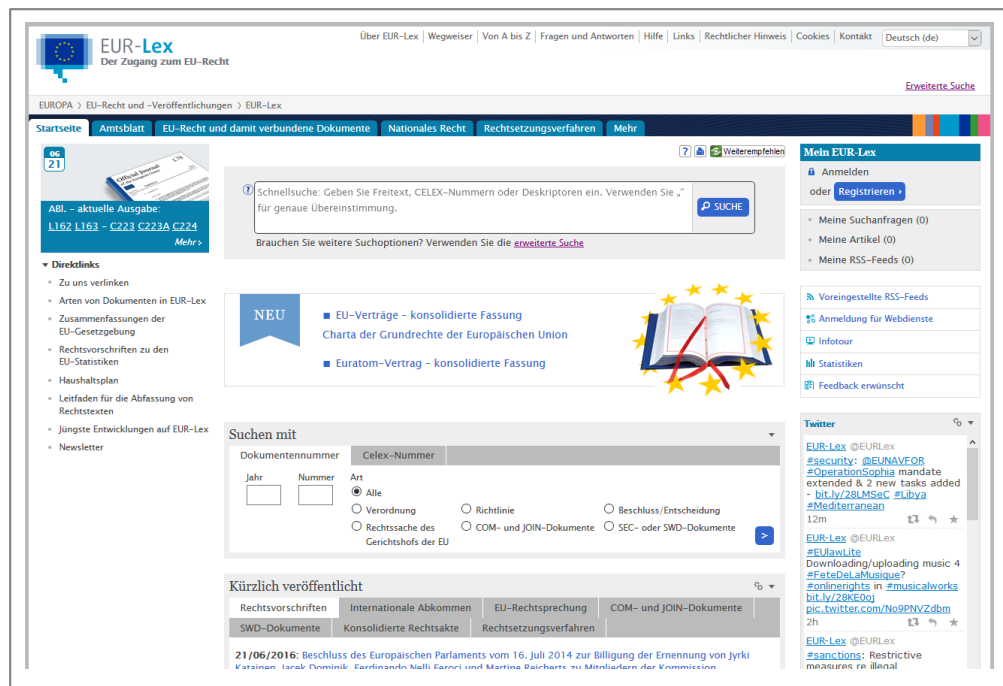 EUR-Lex
Der Zugang zum EU-Recht
Über EUR-Lex | Wegweiser | Von A bis Z | Fragen und Antworten | Hilfe | Links | Rechtlicher Hinweis | Cookies | Kontakt
Deutsch (de)
Erweiterte Suche
EUROPA > EU-Recht und -Veröffentlichungen > EUR-Lex
Startseite
Amtsblatt
EU-Recht und damit verbundene Dokumente
Nationales Recht
Rechtsetzungsverfahren
Mehr
06
21
Official Journal
ABl. - aktuelle Ausgabe:
L162 L163 - C223 C223A C224
Mehr >
Direktlinks
Zu uns verlinken
Arten von Dokumenten in EUR-Lex
Zusammenfassungen der
EU-Gesetzgebung
Rechtsvorschriften zu den
EU-Statistiken
Haushaltsplan
Leitfaden für die Abfassung von
Rechtstexten
Jüngste Entwicklungen auf EUR-Lex
Newsletter
? Weiterempfehlen
? Schnellsuche: Geben Sie Freitext, CELEX-Nummern oder Deskriptoren ein. Verwenden Sie „"
für genaue Übereinstimmung.
SUCHE
Brauchen Sie weitere Suchoptionen? Verwenden Sie die erweiterte Suche
NEU
EU-Verträge - konsolidierte Fassung
Charta der Grundrechte der Europäischen Union
Euratom-Vertrag - konsolidierte Fassung
Suchen mit
Dokumentennummer
Celex-Nummer
Jahr Nummer Art
Alle
Verordnung Richtlinie Beschluss/Entscheidung
Rechtssache des COM- und JOIN-Dokumente SEC- oder SWD-Dokumente
Gerichtshofs der EU
>
Kürzlich veröffentlicht
Rechtsvorschriften Internationale Abkommen EU-Rechtsprechung COM- und JOIN-Dokumente
SWD-Dokumente Konsolidierte Rechtsakte Rechtsetzungsverfahren
21/06/2016: Beschluss des Europäischen Parlaments vom 16. Juli 2014 zur Billigung der Ernennung von Jyrki
Katainen, Jacek Dominik, Ferdinando Nelli Feroci und Martine Reicherts zu Mitgliedern der Kommission
Mein EUR-Lex
Anmelden
oder Registrieren
Meine Suchanfragen (0)
Meine Artikel (0)
Meine RSS-Feeds (0)
Voreingestellte RSS-Feeds
Anmeldung für Webdienste
Infotour
Statistiken
Feedback erwünscht
Twitter
EUR-Lex @EURLex
#security: @EUNAVFOR
#OperationSophia mandate
extended & 2 new tasks added
- bit.ly/28LMSeC #Libya
#Mediterranean
12m
EUR-Lex @EURLex
#EUlawLite
Downloading/uploading music 4
#FeteDeLaMusique?
#onlinerights in #musicalworks
bit.ly/28KE0oj
pic.twitter.com/No9PNVZdbm
2h
EUR-Lex @EURLex
#sanctions: Restrictive
measures re illegal